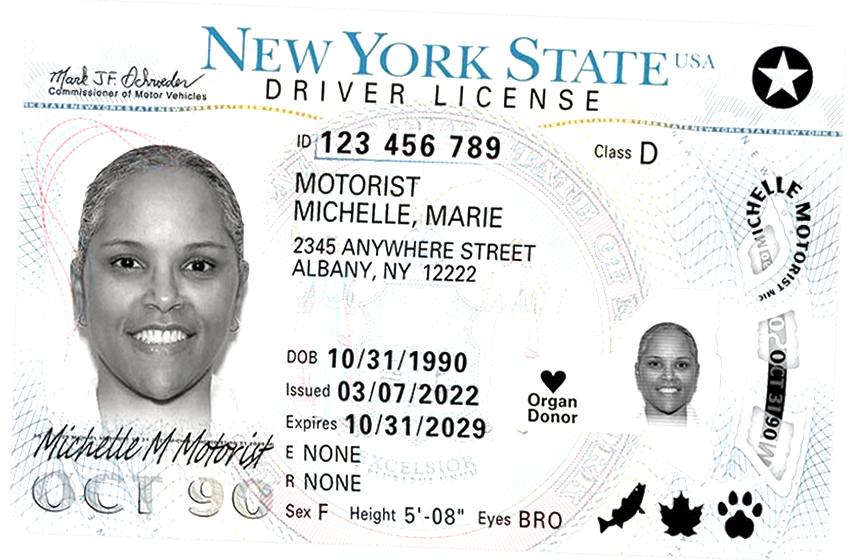 NEW YORK STATE USA
Mark J.F. Schroeder
Commissioner of Motor Vehicles
DRIVER LICENSE
ID 123 456 789
Class D
MOTORIST
MICHELLE, MARIE
2345 ANYWHERE STREET
ALBANY, NY 12222
MICHELLE MOTORIST MIC
DOB 10/31/1990
Issued 03/07/2022
Organ
Donor
OCT 31 90
Expires 10/31/2029
Michelle M Motorist
E NONE
EXCELSIOR
R NONE
OCT 90
Sex F Height 5'-08" Eyes BRO